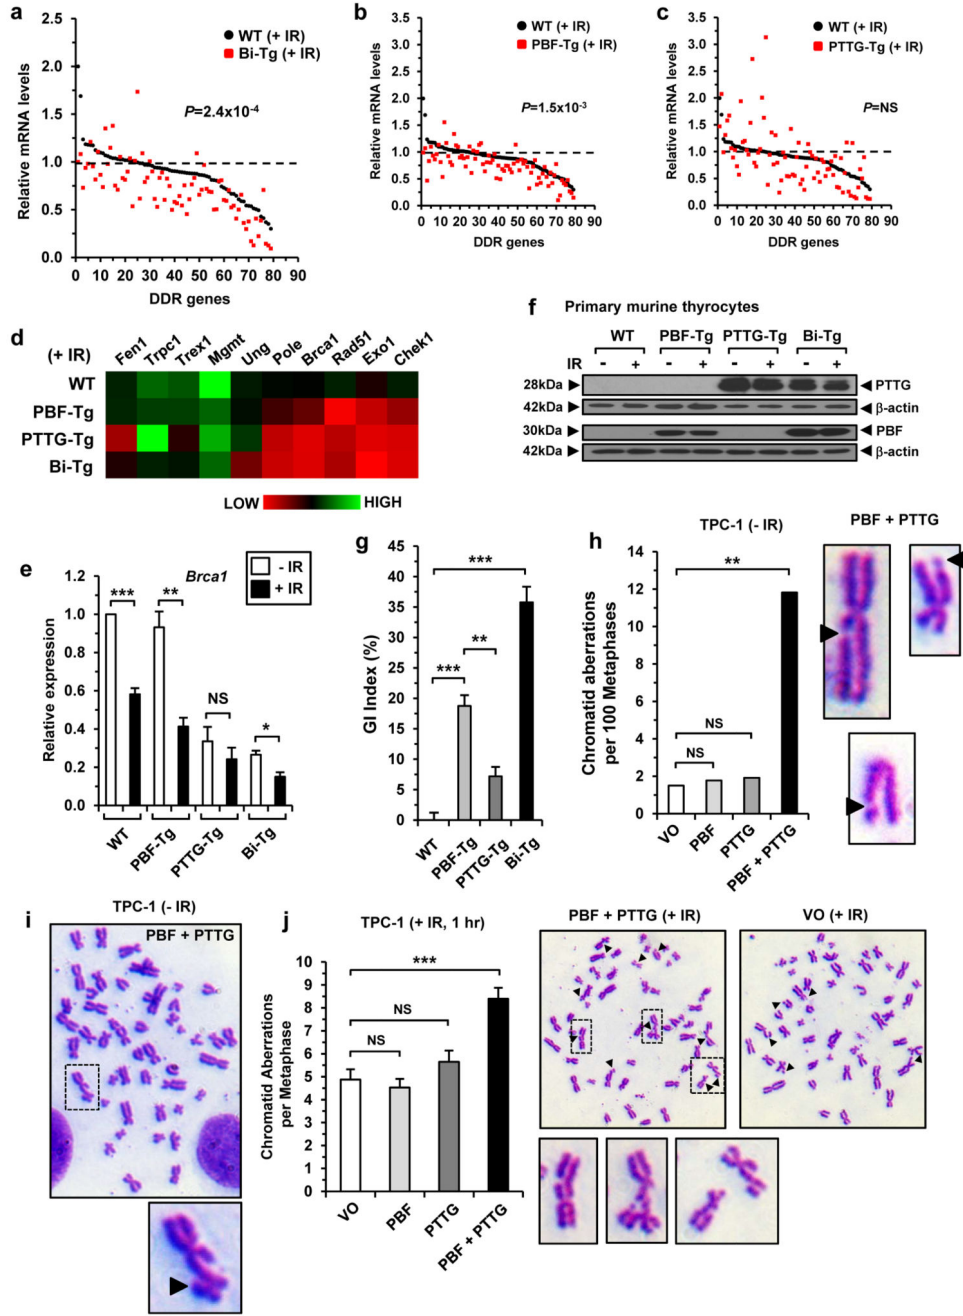 a
2.5
2.0
1.5
1.0
0.5
0.0
Relative mRNA levels
WT (+ IR)
Bi-Tg (+ IR)
P=2.4x10-4
0 10 20 30 40 50 60 70 80 90
DDR genes
b
3.5
3.0
2.5
2.0
1.5
1.0
0.5
0.0
Relative mRNA levels
WT (+ IR)
PBF-Tg (+ IR)
P=1.5x10-3
0 10 20 30 40 50 60 70 80 90
DDR genes
c
3.5
3.0
2.5
2.0
1.5
1.0
0.5
0.0
Relative mRNA levels
WT (+ IR)
PTTG-Tg (+ IR)
P=NS
0 10 20 30 40 50 60 70 80 90
DDR genes
d
(+ IR)
Fen1 Trpc1 Trex1 Mgmt Ung Pole Brca1 Rad51 Exo1 Chek1
WT
PBF-Tg
PTTG-Tg
Bi-Tg
LOW HIGH
f Primary murine thyrocytes
WT PBF-Tg PTTG-Tg Bi-Tg
IR - + - + - + - +
28kDa PTTG
42kDa β-actin
30kDa PBF
42kDa β-actin
e
Brca1
- IR
+ IR
1.2
1.0
0.8
0.6
0.4
0.2
0.0
Relative expression
*** ** NS *
WT PBF-Tg PTTG-Tg Bi-Tg
g
45
40
35
30
25
20
15
10
5
0
GI Index (%)
***
**
***
WT PBF-Tg PTTG-Tg Bi-Tg
h
TPC-1 (- IR)
PBF + PTTG
14
12
10
8
6
4
2
0
Chromatid aberrations
per 100 Metaphases
**
NS
NS
VO PBF PTTG PBF + PTTG
i
TPC-1 (- IR)
PBF + PTTG
j
TPC-1 (+ IR, 1 hr)
10
9
8
7
6
5
4
3
2
1
0
Chromatid Aberrations
per Metaphase
***
NS
NS
VO PBF PTTG PBF + PTTG
PBF + PTTG (+ IR)
VO (+ IR)